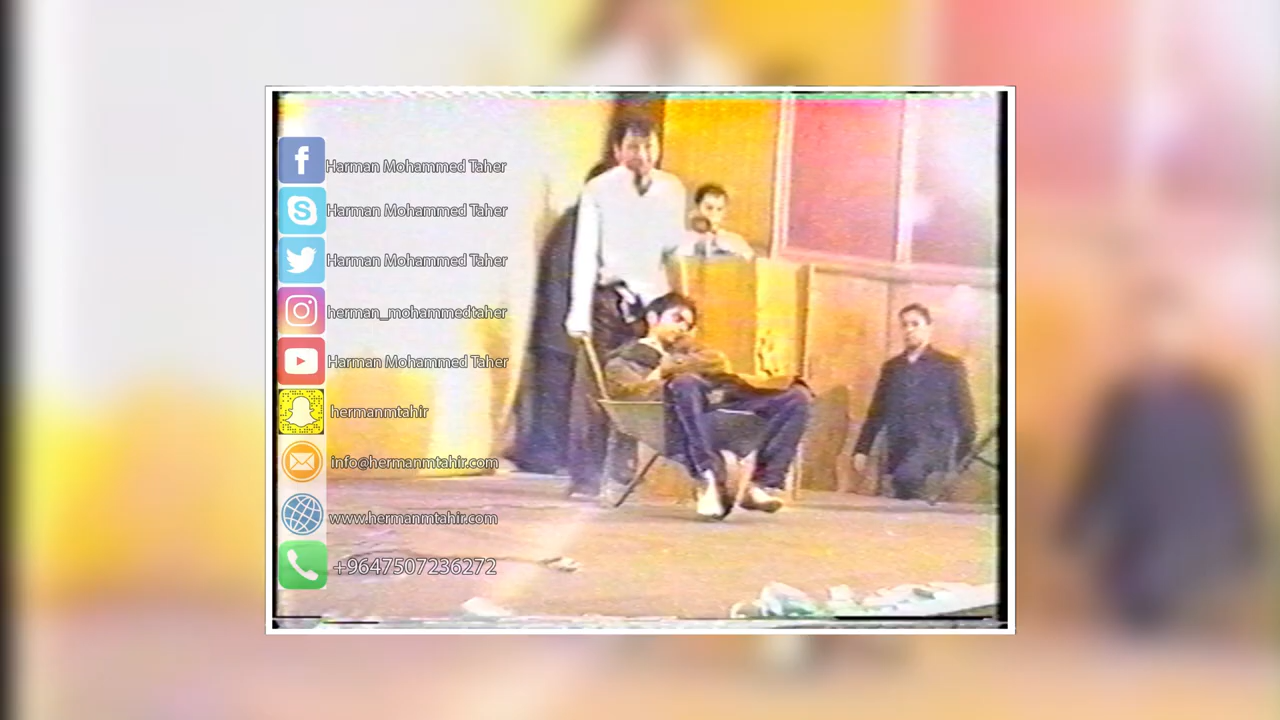 Harman Mohammed Taher
Harman Mohammed Taher
Harman Mohammed Taher
herman_mohammedtaher
Harman Mohammed Taher
hermanmtahir
info@hermanmtahir.com
www.hermanmtahir.com
+9647507236272